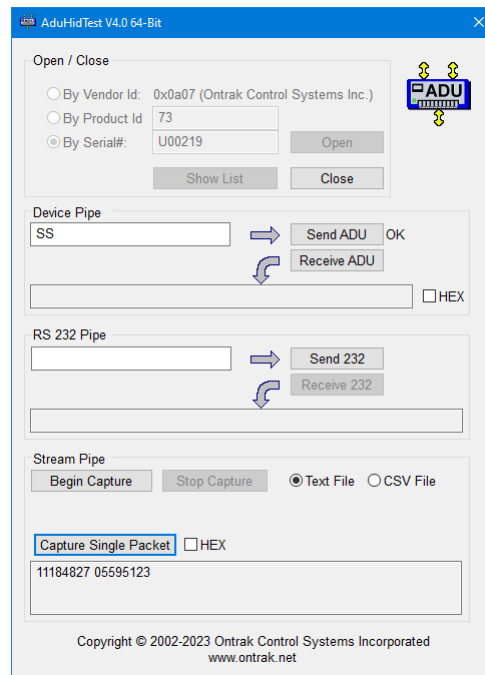 AduHidTest V4.0 64-Bit
Open / Close
By Vendor Id: 0x0a07 (Ontrak Control Systems Inc.)
By Product Id 73
By Serial#: U00219 Open
Show List Close
ADU
Device Pipe
SS Send ADU OK
Receive ADU
HEX
RS 232 Pipe
Send 232
Receive 232
Stream Pipe
Begin Capture Stop Capture Text File CSV File
Capture Single Packet HEX
11184827 05595123
Copyright © 2002-2023 Ontrak Control Systems Incorporated
www.ontrak.net